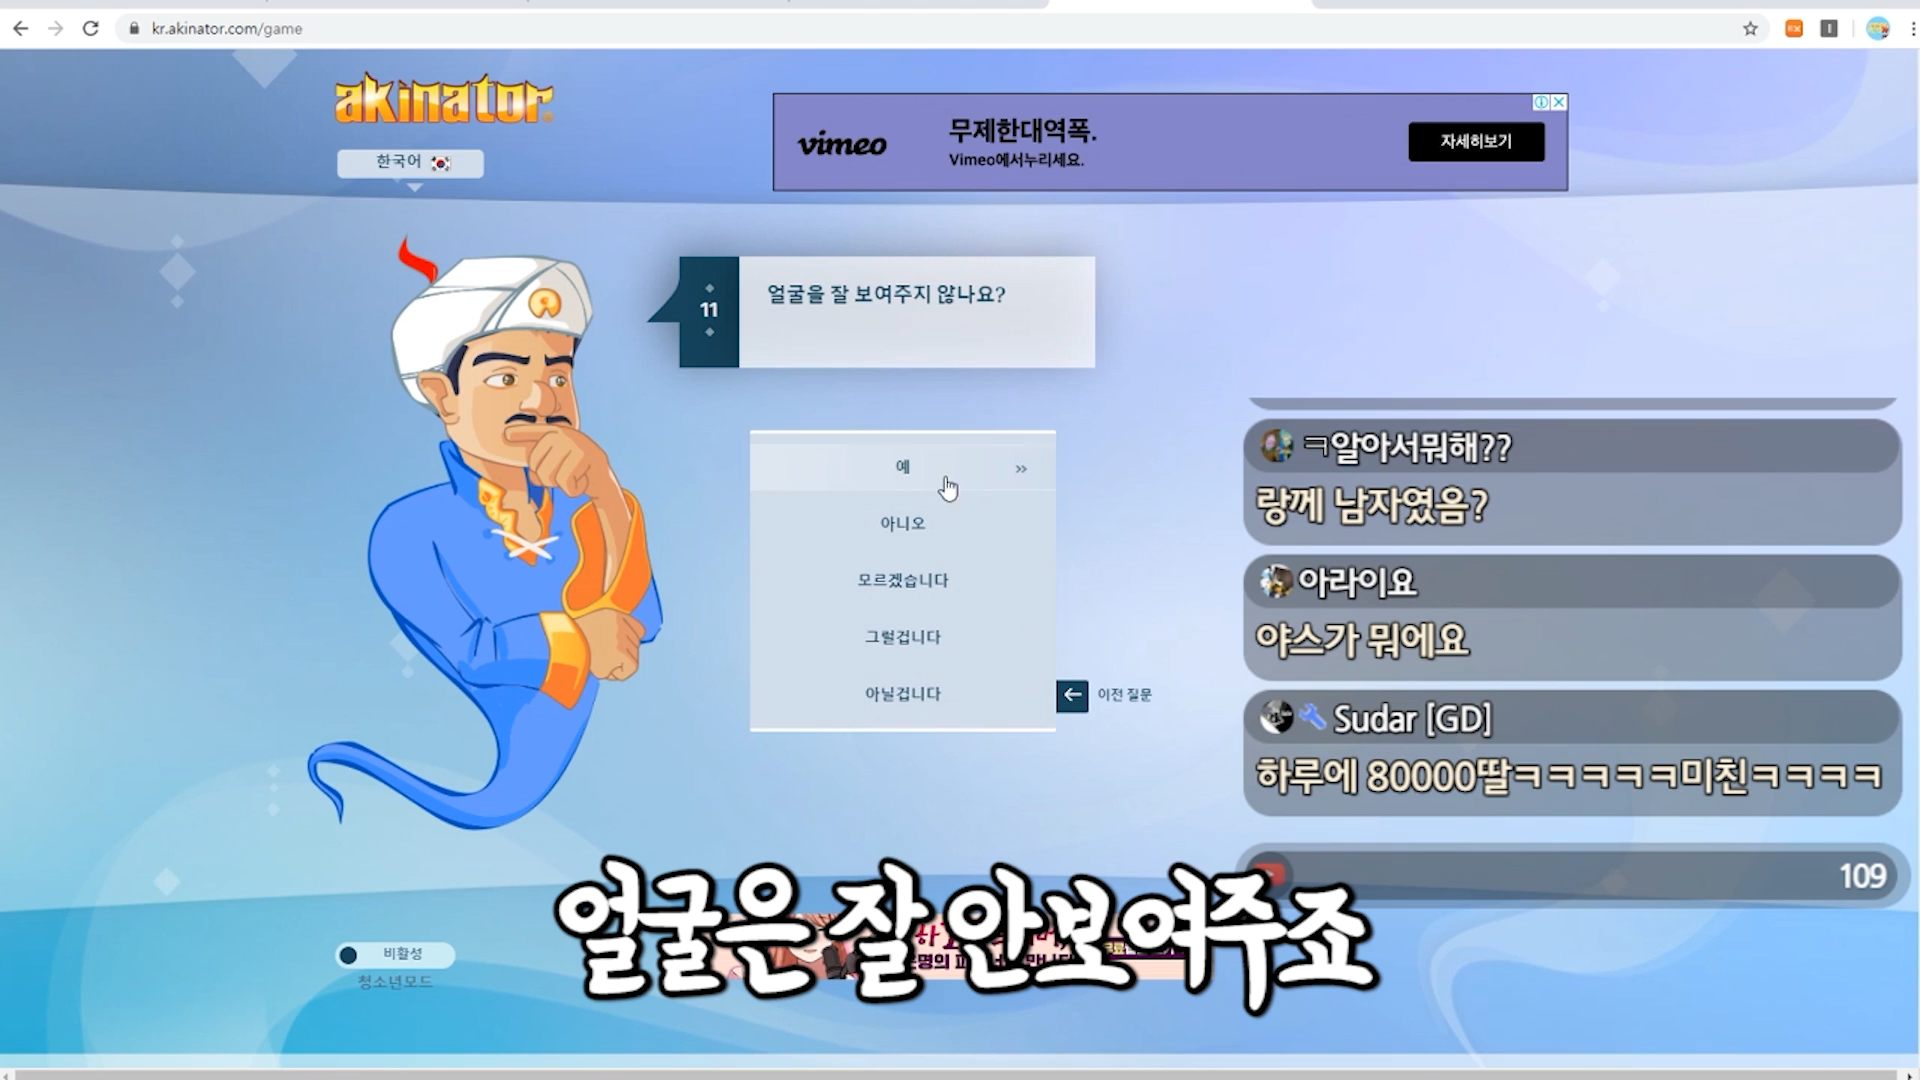 kr.akinator.com/game
akinator
한국어
vimeo
무제한대역폭.
Vimeo에서누리세요.
자세히보기
11
얼굴을 잘 보여주지 않나요?
예
아니오
모르겠습니다
그럴겁니다
아닐겁니다
이전 질문
ㅋ알아서뭐해??
랑께 남자였음?
아라이요
야스가 뭐에요
Sudar [GD]
하루에 80000딸ㅋㅋㅋㅋㅋ미친ㅋㅋㅋㅋ
109
얼굴은 잘 안보여주죠
비활성
청소년모드